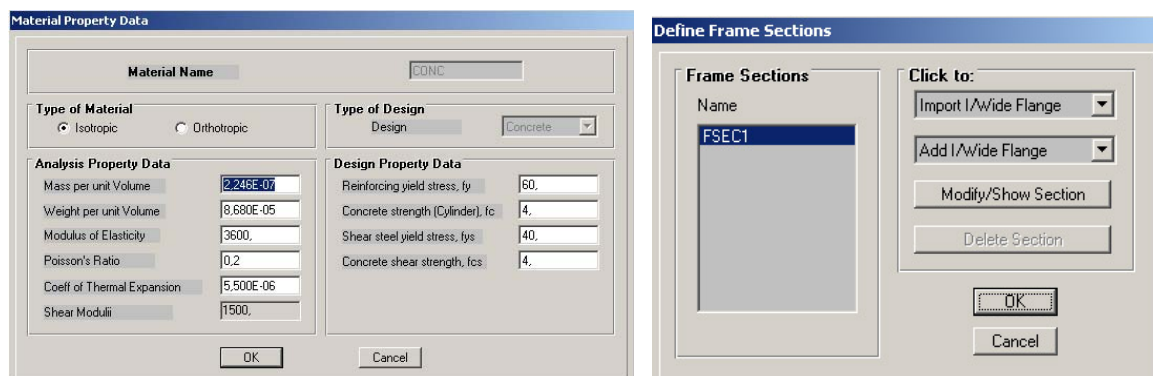 Material Property Data
Material Name CONC
Type of Material
Isotropic Orthotropic
Type of Design
Design Concrete
Analysis Property Data
Mass per unit Volume 2,246E-07
Weight per unit Volume 8,680E-05
Modulus of Elasticity 3600,
Poisson's Ratio 0,2
Coeff of Thermal Expansion 5,500E-06
Shear Modulii 1500,
Design Property Data
Reinforcing yield stress, fy 60,
Concrete strength (Cylinder), fc 4,
Shear steel yield stress, fys 40,
Concrete shear strength, fcs 4,
OK Cancel
Define Frame Sections
Frame Sections
Name
FSEC1
Click to:
Import I/Wide Flange
Add I/Wide Flange
Modify/Show Section
Delete Section
OK
Cancel